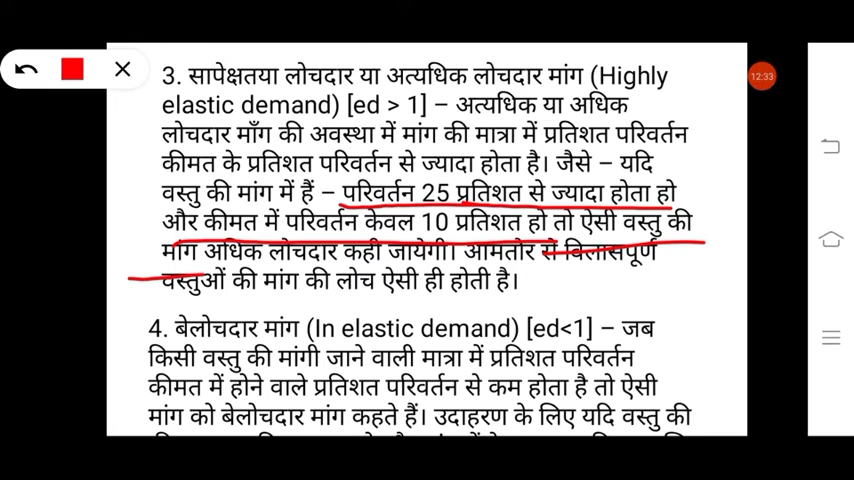 12:33
3. सापेक्षतया लोचदार या अत्यधिक लोचदार मांग (Highly
elastic demand) [ed > 1] – अत्यधिक या अधिक
लोचदार माँग की अवस्था में मांग की मात्रा में प्रतिशत परिवर्तन
कीमत के प्रतिशत परिवर्तन से ज्यादा होता है। जैसे – यदि
वस्तु की मांग में हैं – परिवर्तन 25 प्रतिशत से ज्यादा होता हो
और कीमत में परिवर्तन केवल 10 प्रतिशत हो तो ऐसी वस्तु की
मांग अधिक लोचदार कही जायेगी। आमतोर से विलासपूर्ण
वस्तुओं की मांग की लोच ऐसी ही होती है।
4. बेलोचदार मांग (In elastic demand) [ed<1] – जब
किसी वस्तु की मांगी जाने वाली मात्रा में प्रतिशत परिवर्तन
कीमत में होने वाले प्रतिशत परिवर्तन से कम होता है तो ऐसी
मांग को बेलोचदार मांग कहते हैं। उदाहरण के लिए यदि वस्तु की